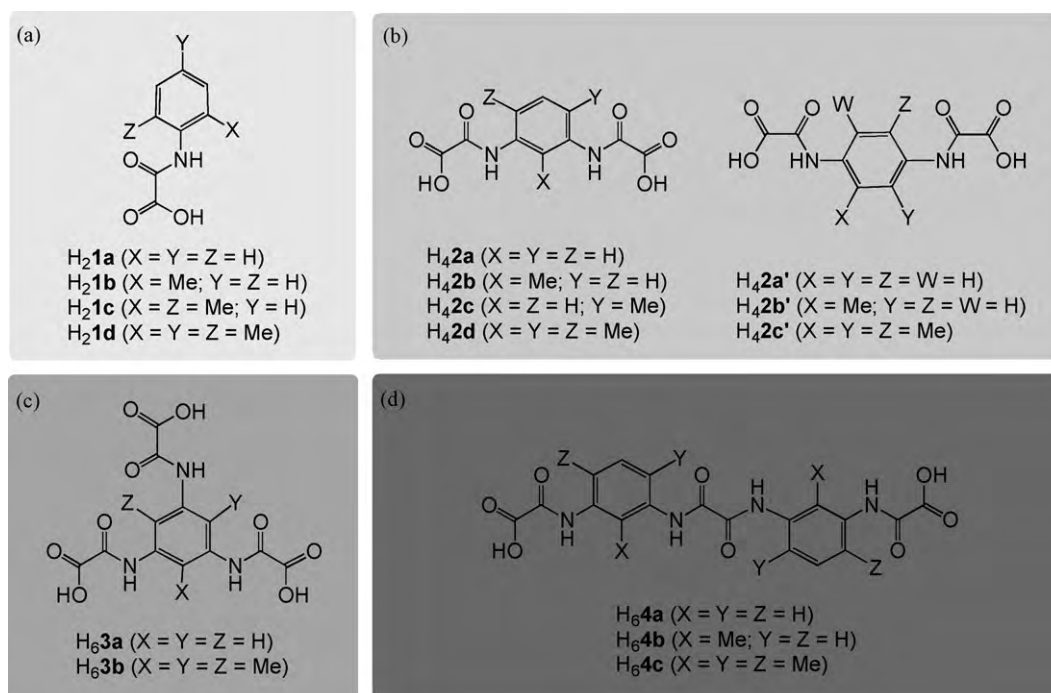 (a)
Y
Z
X
O
NH
O
OH
H₂1a (X = Y = Z = H)
H₂1b (X = Me; Y = Z = H)
H₂1c (X = Z = Me; Y = H)
H₂1d (X = Y = Z = Me)
(b)
Z Y
O O O O
HO N H X N H OH
H₄2a (X = Y = Z = H)
H₄2b (X = Me; Y = Z = H)
H₄2c (X = Z = H; Y = Me)
H₄2d (X = Y = Z = Me)
O O W Z O O
HO N H N H OH
X Y
H₄2a' (X = Y = Z = W = H)
H₄2b' (X = Me; Y = Z = W = H)
H₄2c' (X = Y = Z = Me)
(c)
O OH
O NH
O O Z Y O O
HO N H X N H OH
H₆3a (X = Y = Z = H)
H₆3b (X = Y = Z = Me)
(d)
Z Y X
O O O H N H N OH
HO N H X N H O Y Z O O
H₆4a (X = Y = Z = H)
H₆4b (X = Me; Y = Z = H)
H₆4c (X = Y = Z = Me)